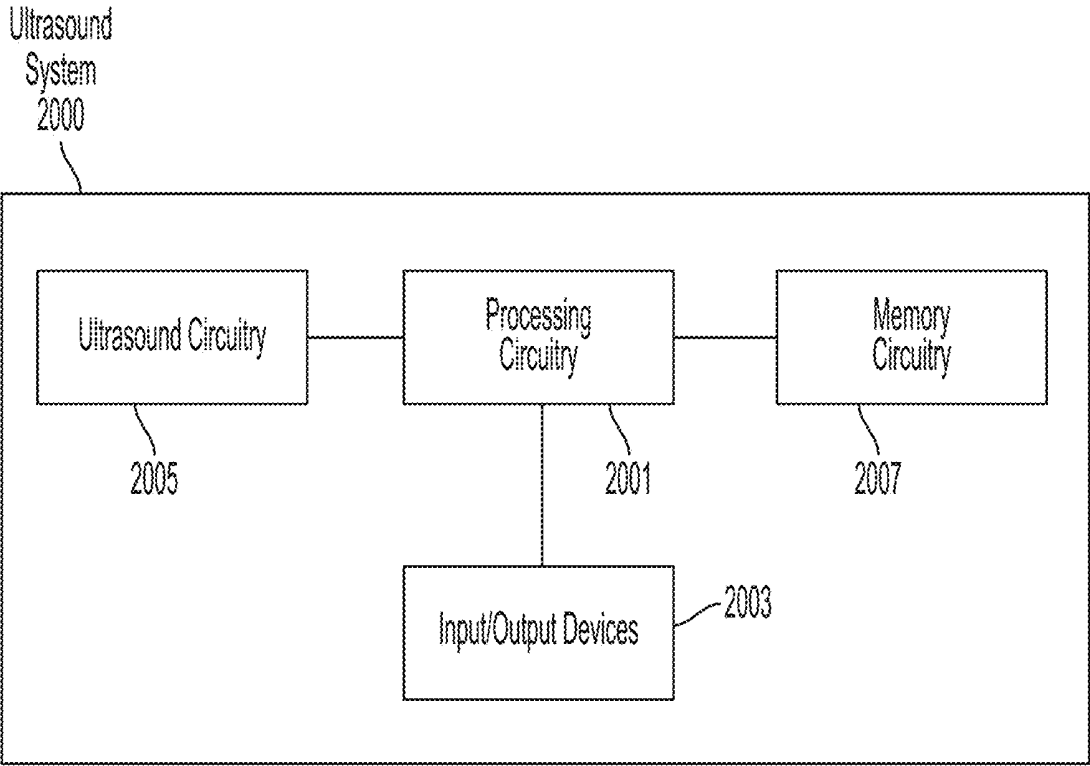 Ultrasound
System
2000
Ultrasound Circuitry
2005
Processing
Circuitry
2001
Memory
Circuitry
2007
Input/Output Devices
2003